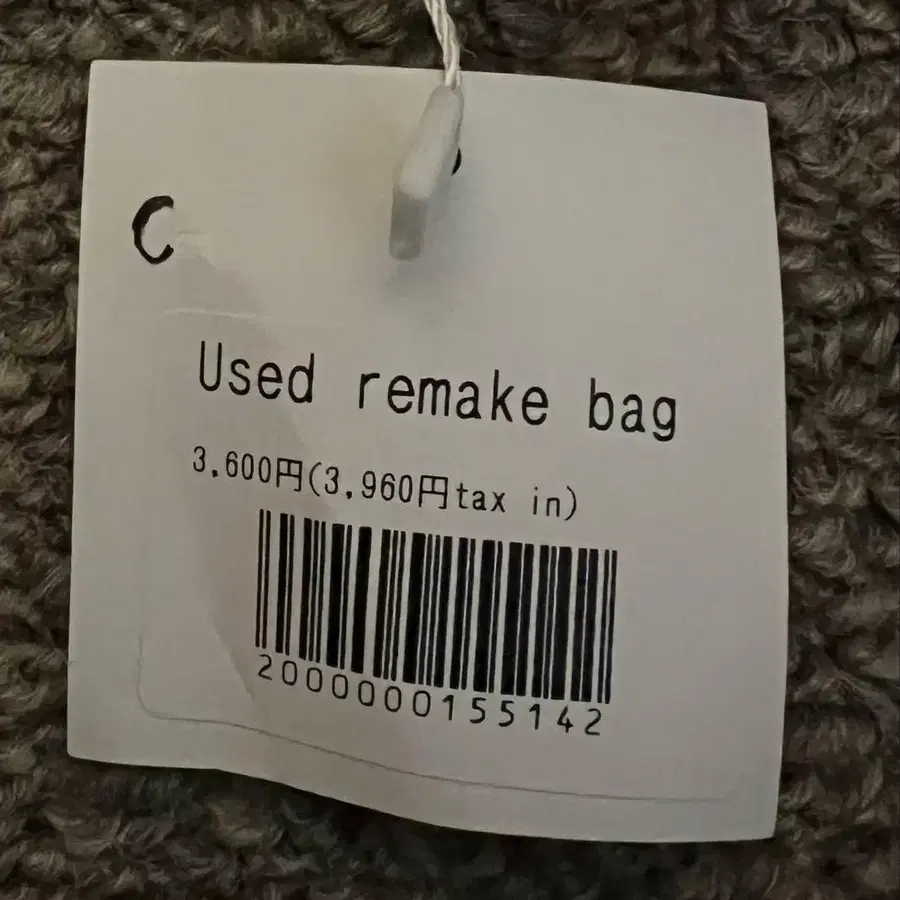 C
Used remake bag
3,600円(3,960円tax in)
2000000155142